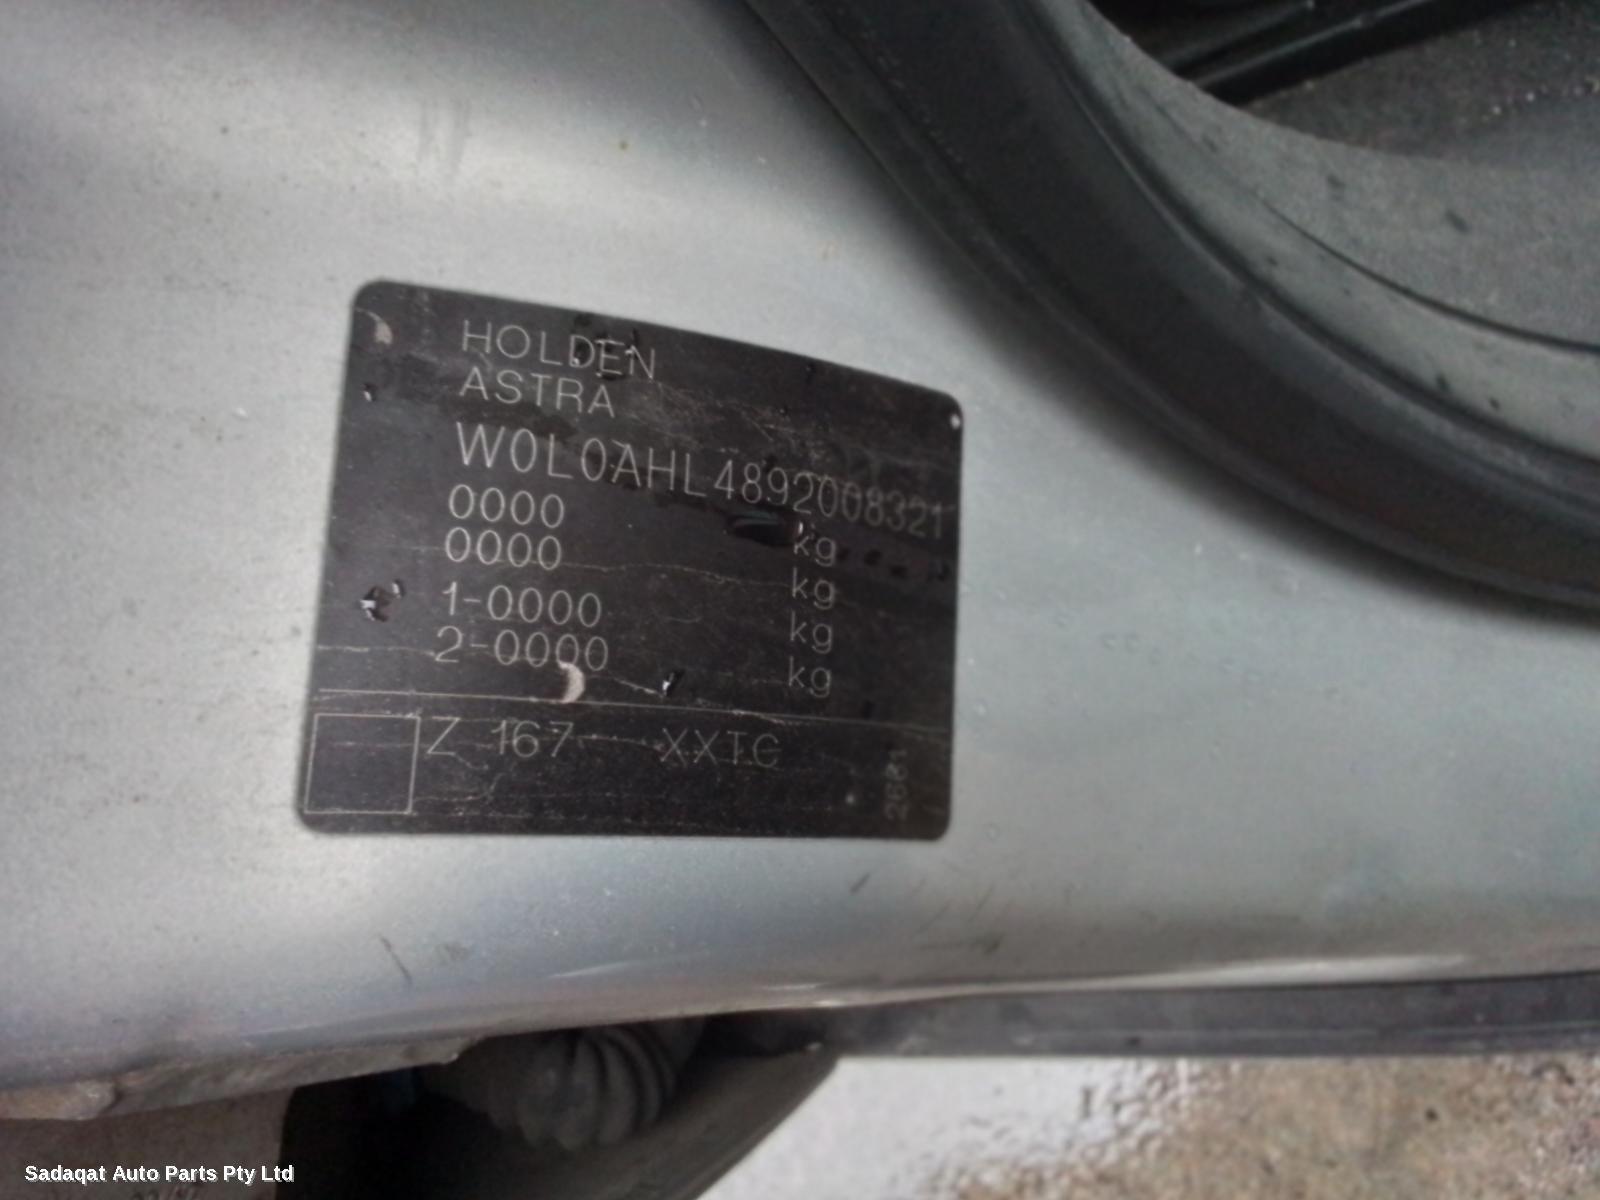 HOLDEN
ASTRA
W0L0AHL4892008321
0000 kg
0000 kg
1-0000 kg
2-0000 kg
Z 167 XXTC
2661
Sadaqat Auto Parts Pty Ltd